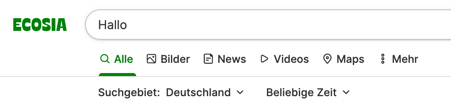 ECOSIA
Hallo
Alle Bilder News Videos Maps Mehr
Suchgebiet: Deutschland Beliebige Zeit